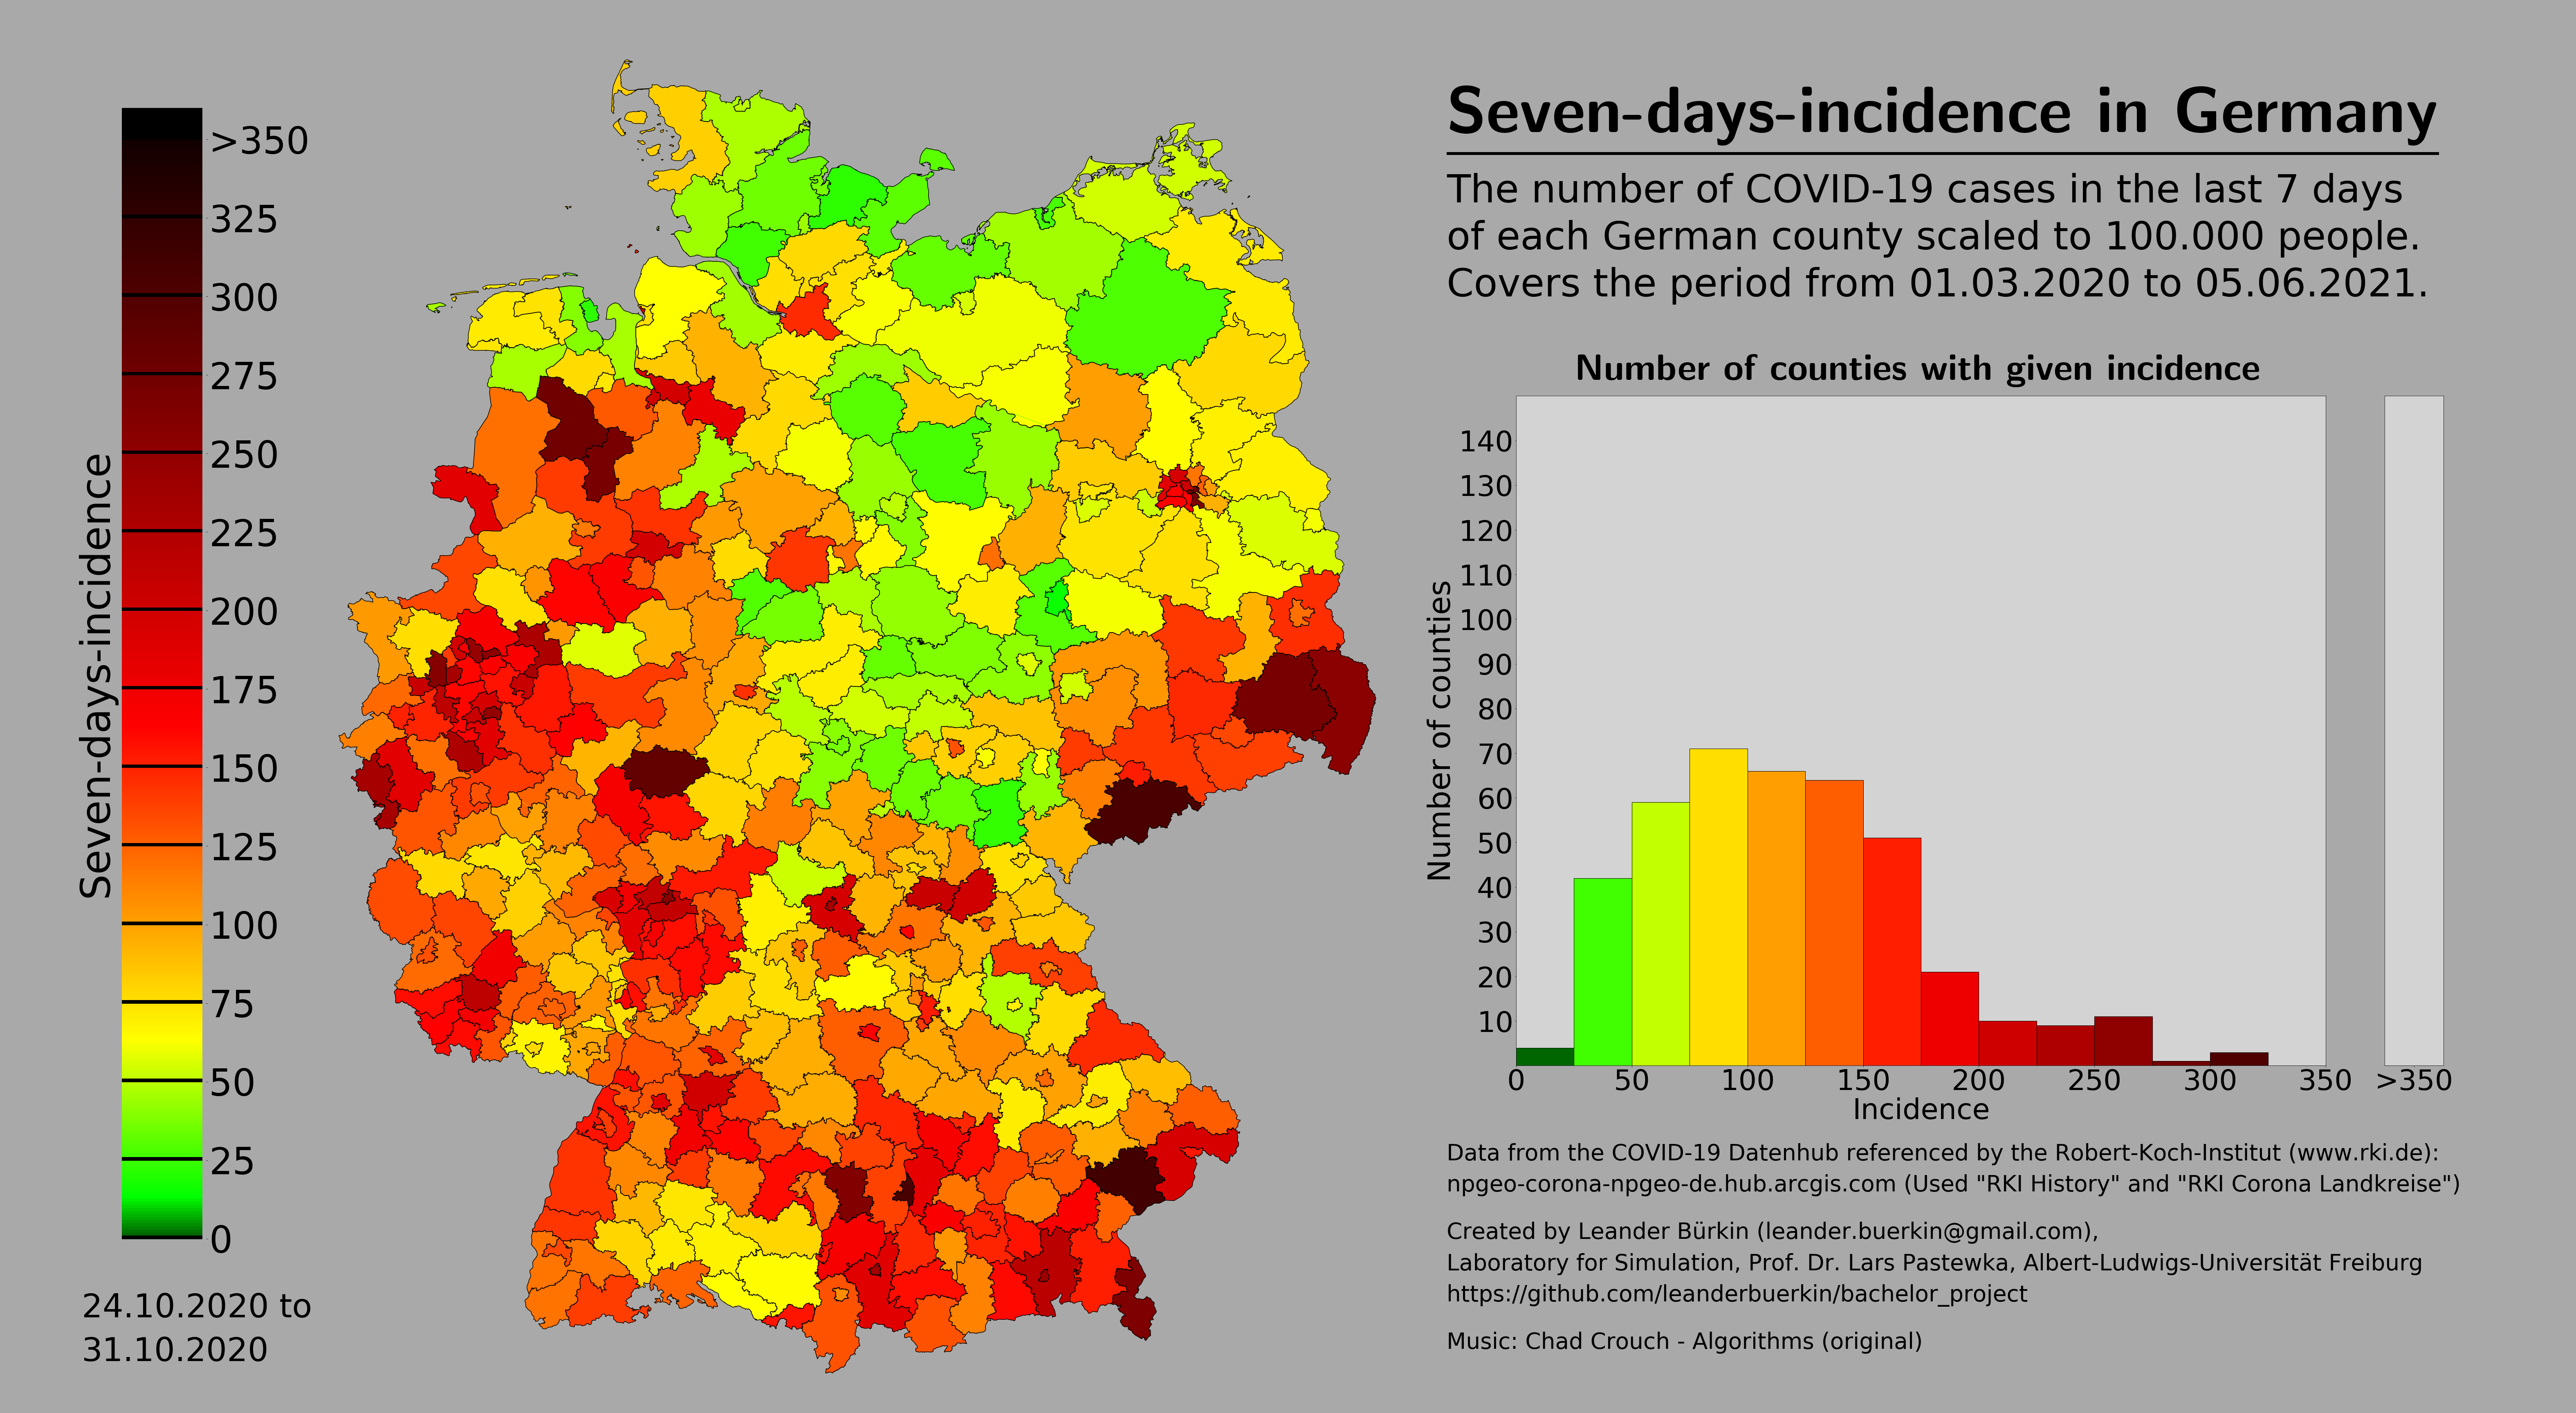 Seven-days-incidence
>350
325
300
275
250
225
200
175
150
125
100
75
50
25
0
24.10.2020 to
31.10.2020
Seven-days-incidence in Germany
The number of COVID-19 cases in the last 7 days
of each German county scaled to 100.000 people.
Covers the period from 01.03.2020 to 05.06.2021.
Number of counties with given incidence
Number of counties
140
130
120
110
100
90
80
70
60
50
40
30
20
10
0 50 100 150 200 250 300 350 >350
Incidence
Data from the COVID-19 Datenhub referenced by the Robert-Koch-Institut (www.rki.de):
npgeo-corona-npgeo-de.hub.arcgis.com (Used "RKI History" and "RKI Corona Landkreise")
Created by Leander Bürkin (leander.buerkin@gmail.com),
Laboratory for Simulation, Prof. Dr. Lars Pastewka, Albert-Ludwigs-Universität Freiburg
https://github.com/leanderbuerkin/bachelor_project
Music: Chad Crouch - Algorithms (original)